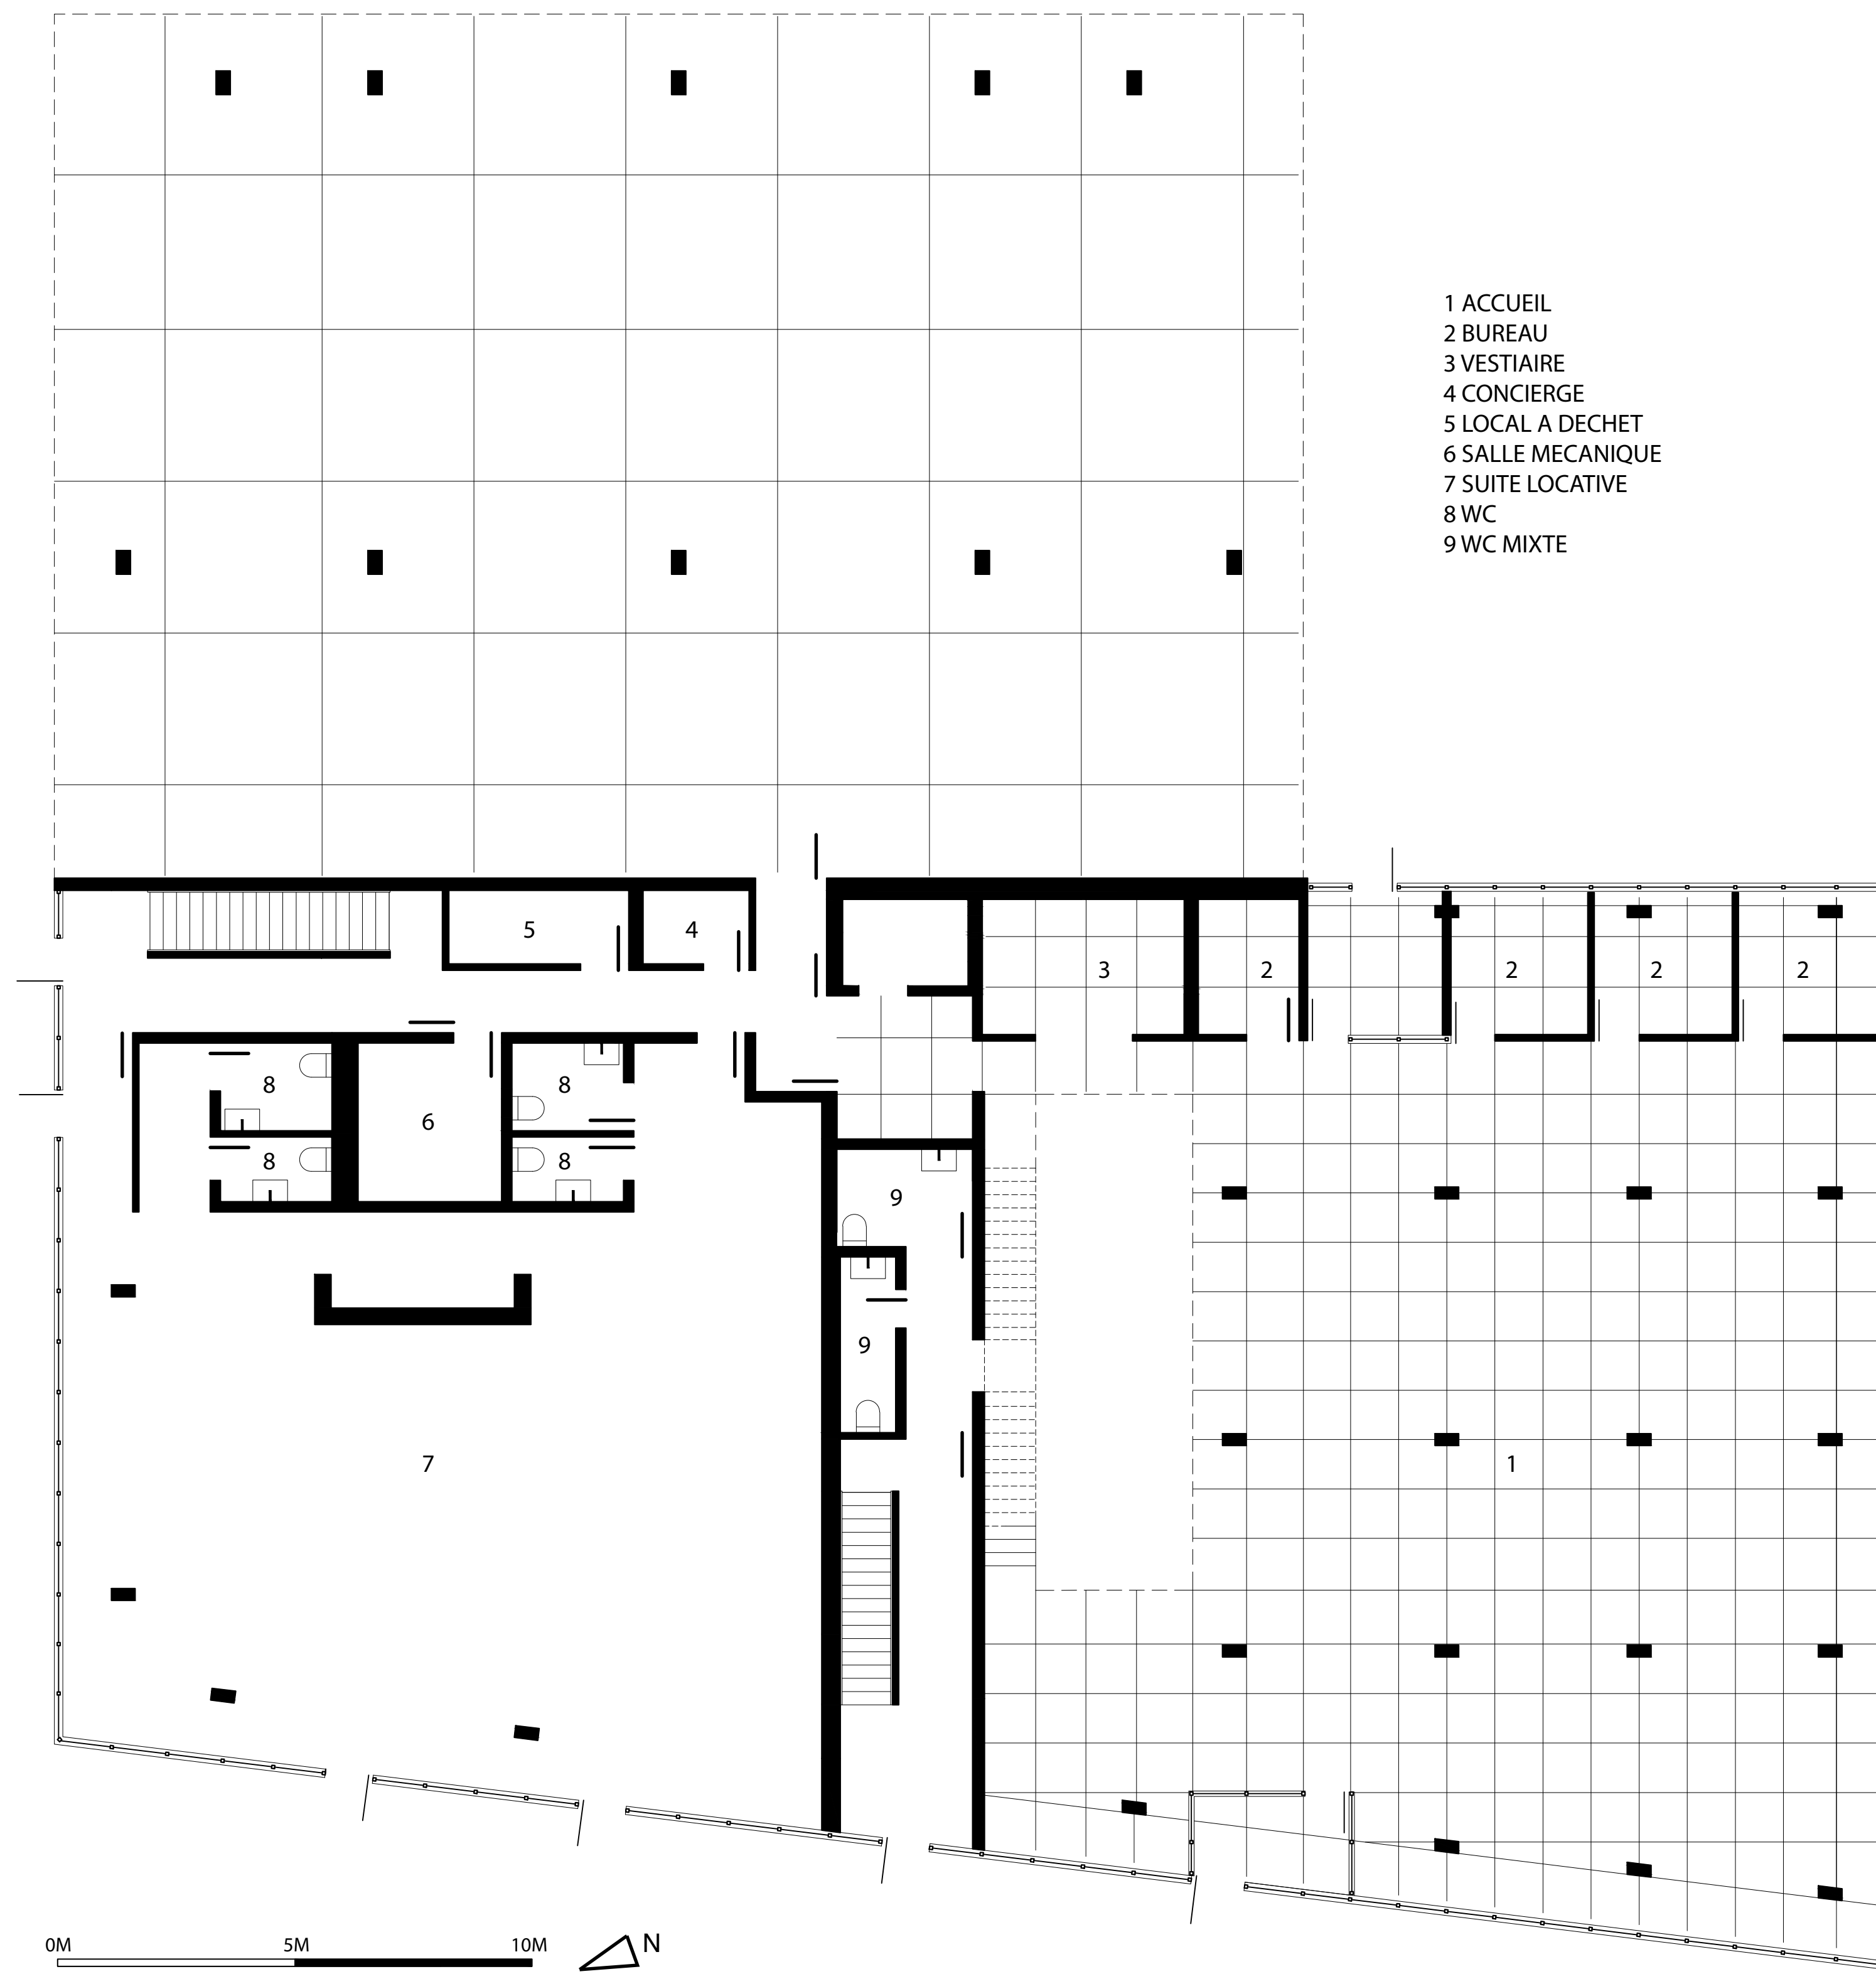 1 ACCUEIL
2 BUREAU
3 VESTIAIRE
4 CONCIERGE
5 LOCAL A DECHET
6 SALLE MECANIQUE
7 SUITE LOCATIVE
8 WC
9 WC MIXTE
5
4
3
2
2
2
2
8
8
6
8
8
9
9
7
1
0M
5M
10M
N